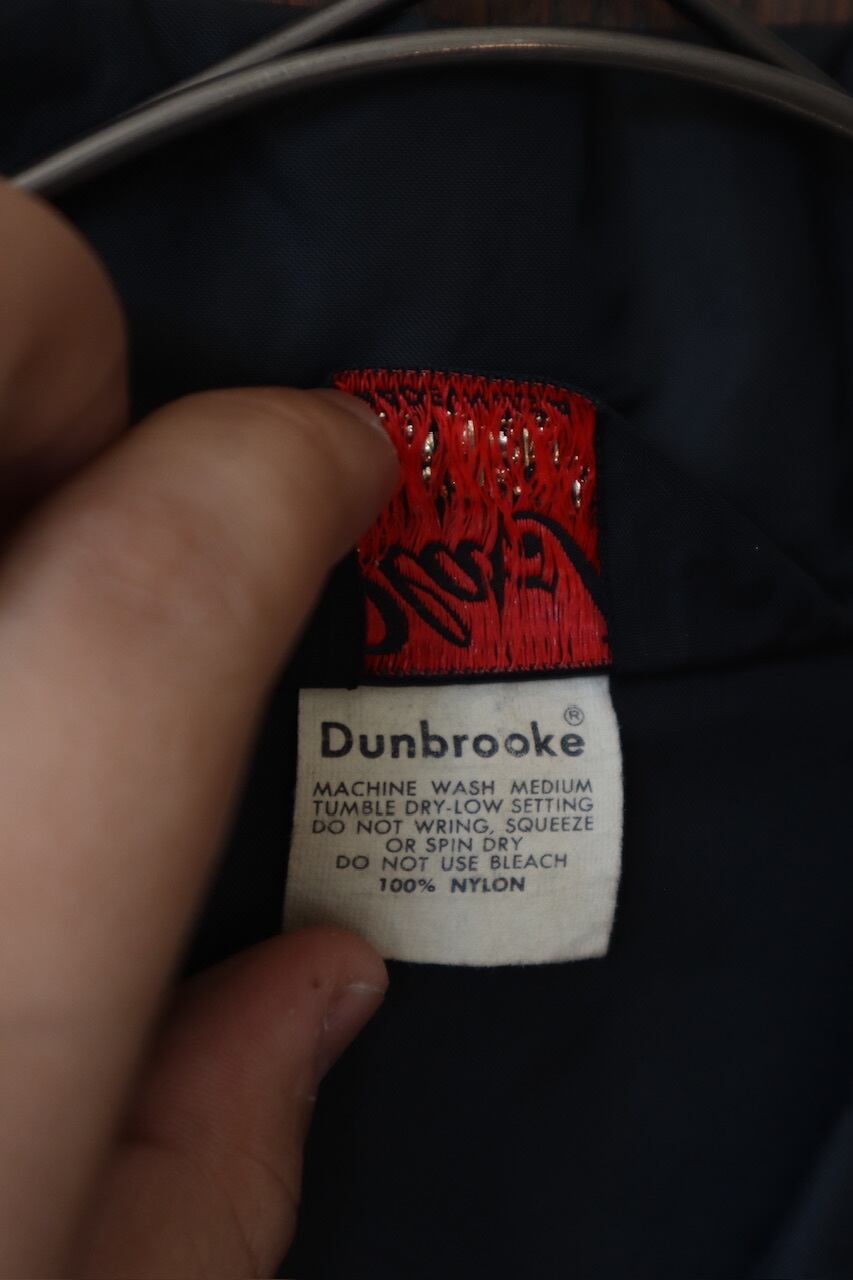 Dunbrooke®
MACHINE WASH MEDIUM
TUMBLE DRY-LOW SETTING
DO NOT WRING, SQUEEZE
OR SPIN DRY
DO NOT USE BLEACH
100% NYLON